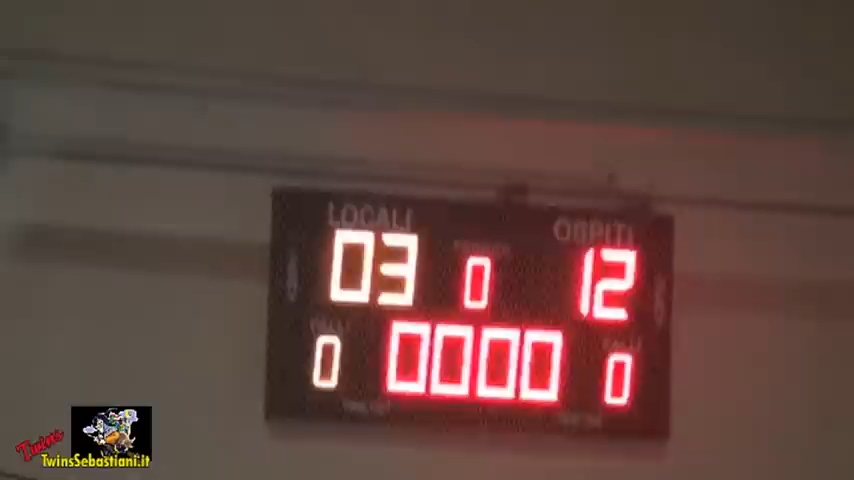 LOCALI OSPITI
03 0 12
0 0000 0
Twins
TwinsSebastiani.it